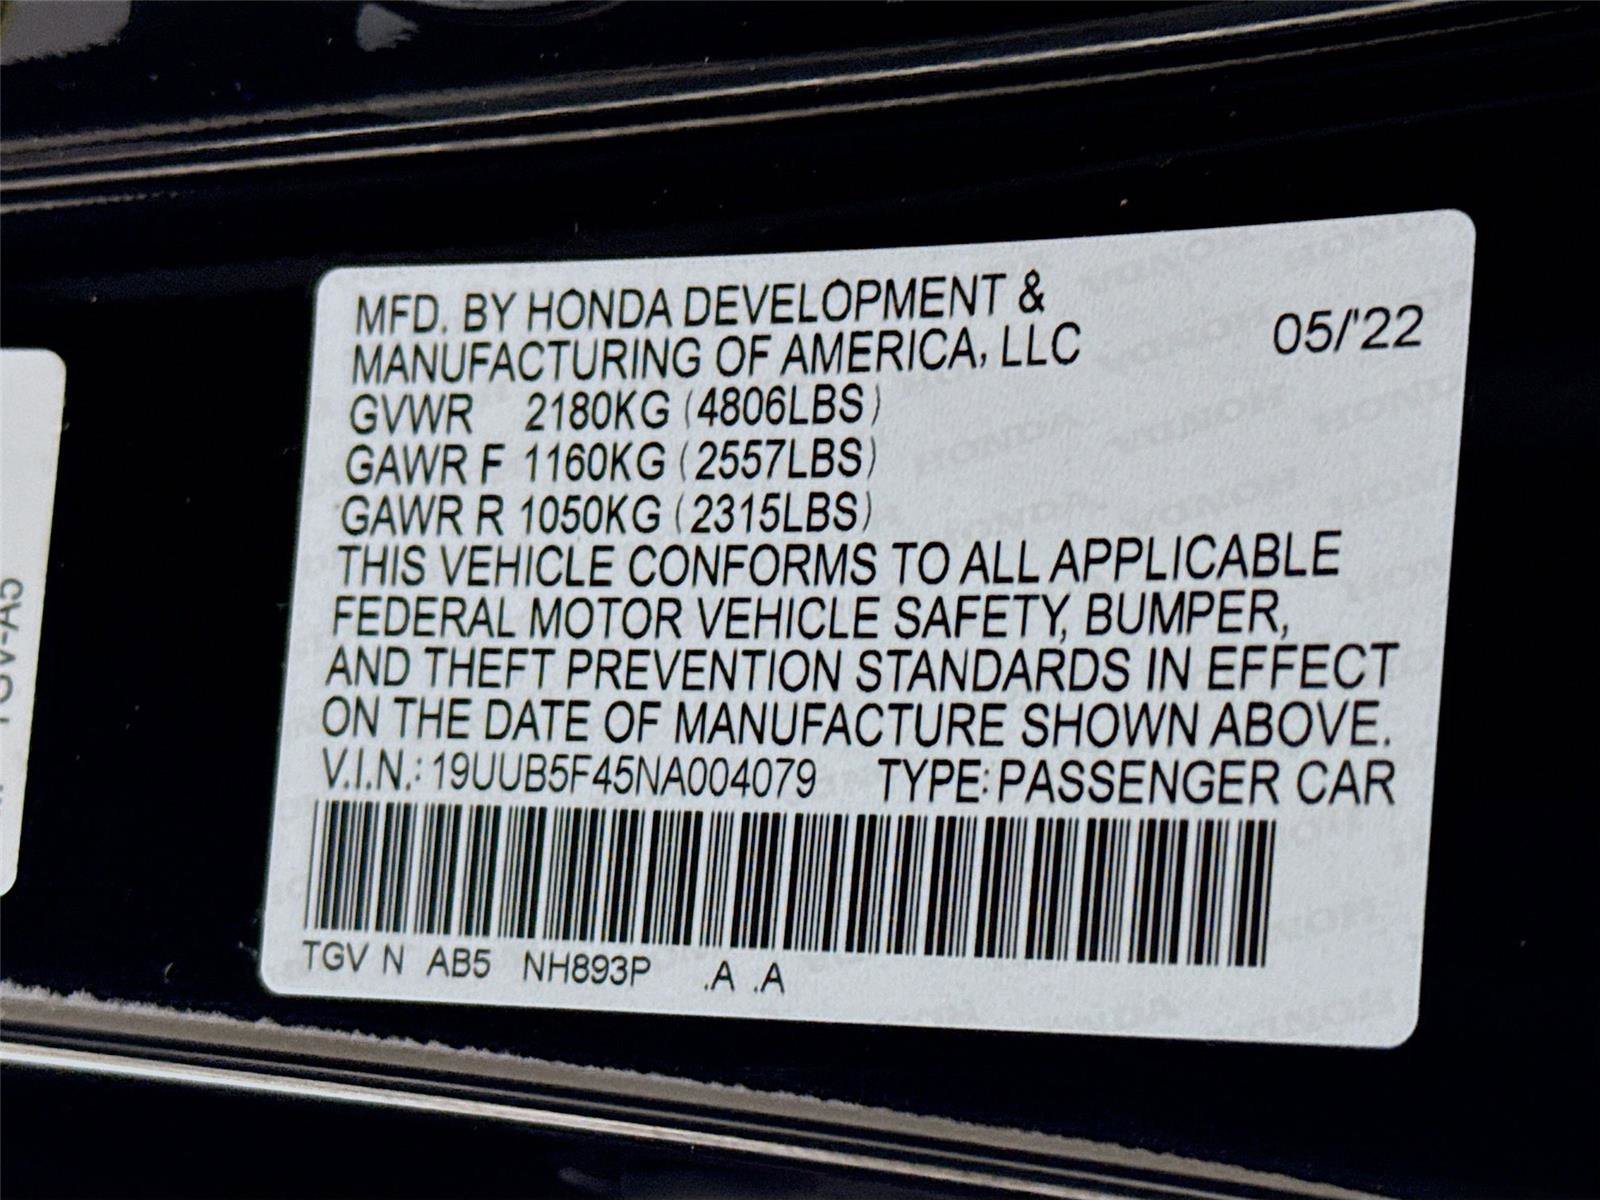 MFD. BY HONDA DEVELOPMENT &
MANUFACTURING OF AMERICA, LLC 05/'22
GVWR 2180KG (4806LBS)
GAWR F 1160KG (2557LBS)
GAWR R 1050KG (2315LBS)
THIS VEHICLE CONFORMS TO ALL APPLICABLE
FEDERAL MOTOR VEHICLE SAFETY, BUMPER,
AND THEFT PREVENTION STANDARDS IN EFFECT
ON THE DATE OF MANUFACTURE SHOWN ABOVE.
V.I.N.: 19UUB5F45NA004079 TYPE: PASSENGER CAR
TGV N AB5 NH893P .A .A